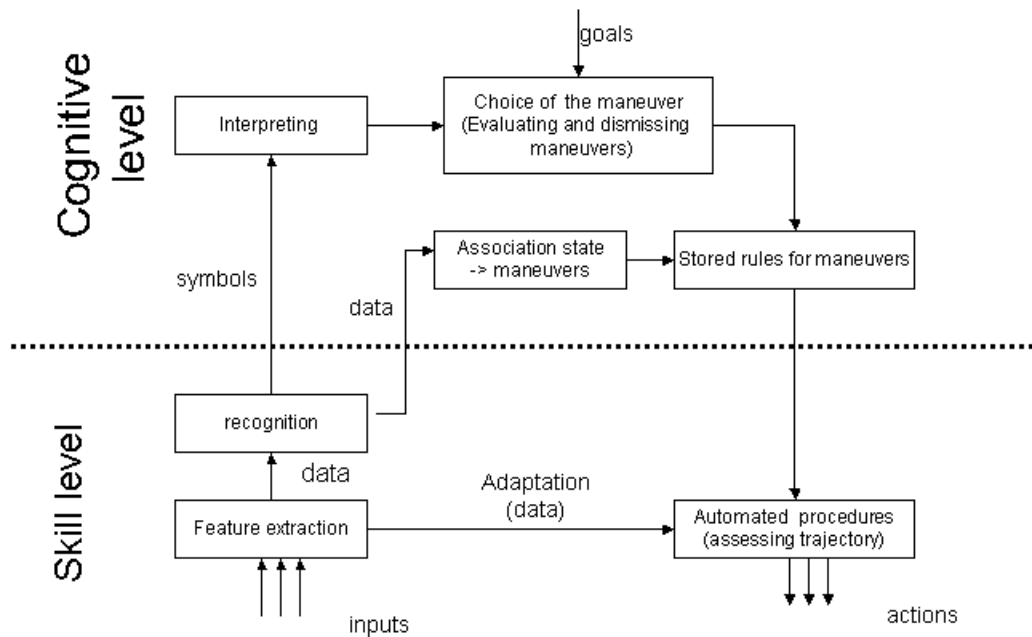 goals
Cognitive
level
Interpreting
Choice of the maneuver
(Evaluating and dismissing
maneuvers)
symbols
data
Association state
-> maneuvers
Stored rules for maneuvers
Skill level
recognition
data
Feature extraction
Adaptation
(data)
Automated procedures
(assessing trajectory)
inputs
actions